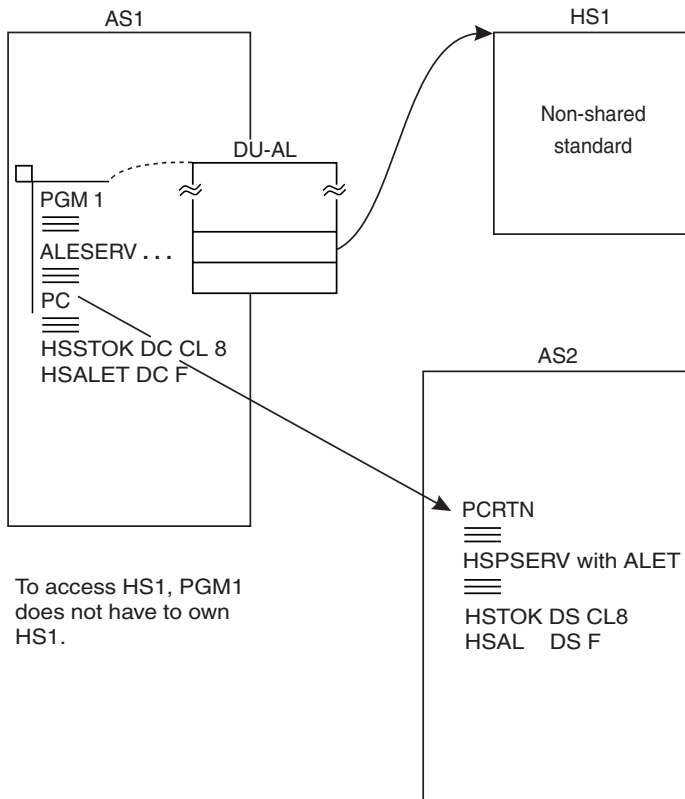 AS1
HS1
Non-shared
standard
DU-AL
PGM 1
ALESERV . . .
PC
HSSTOK DC CL 8
HSALET DC F
AS2
PCRTN
HSPSERV with ALET
HSTOK DS CL8
HSAL DS F
To access HS1, PGM1
does not have to own
HS1.